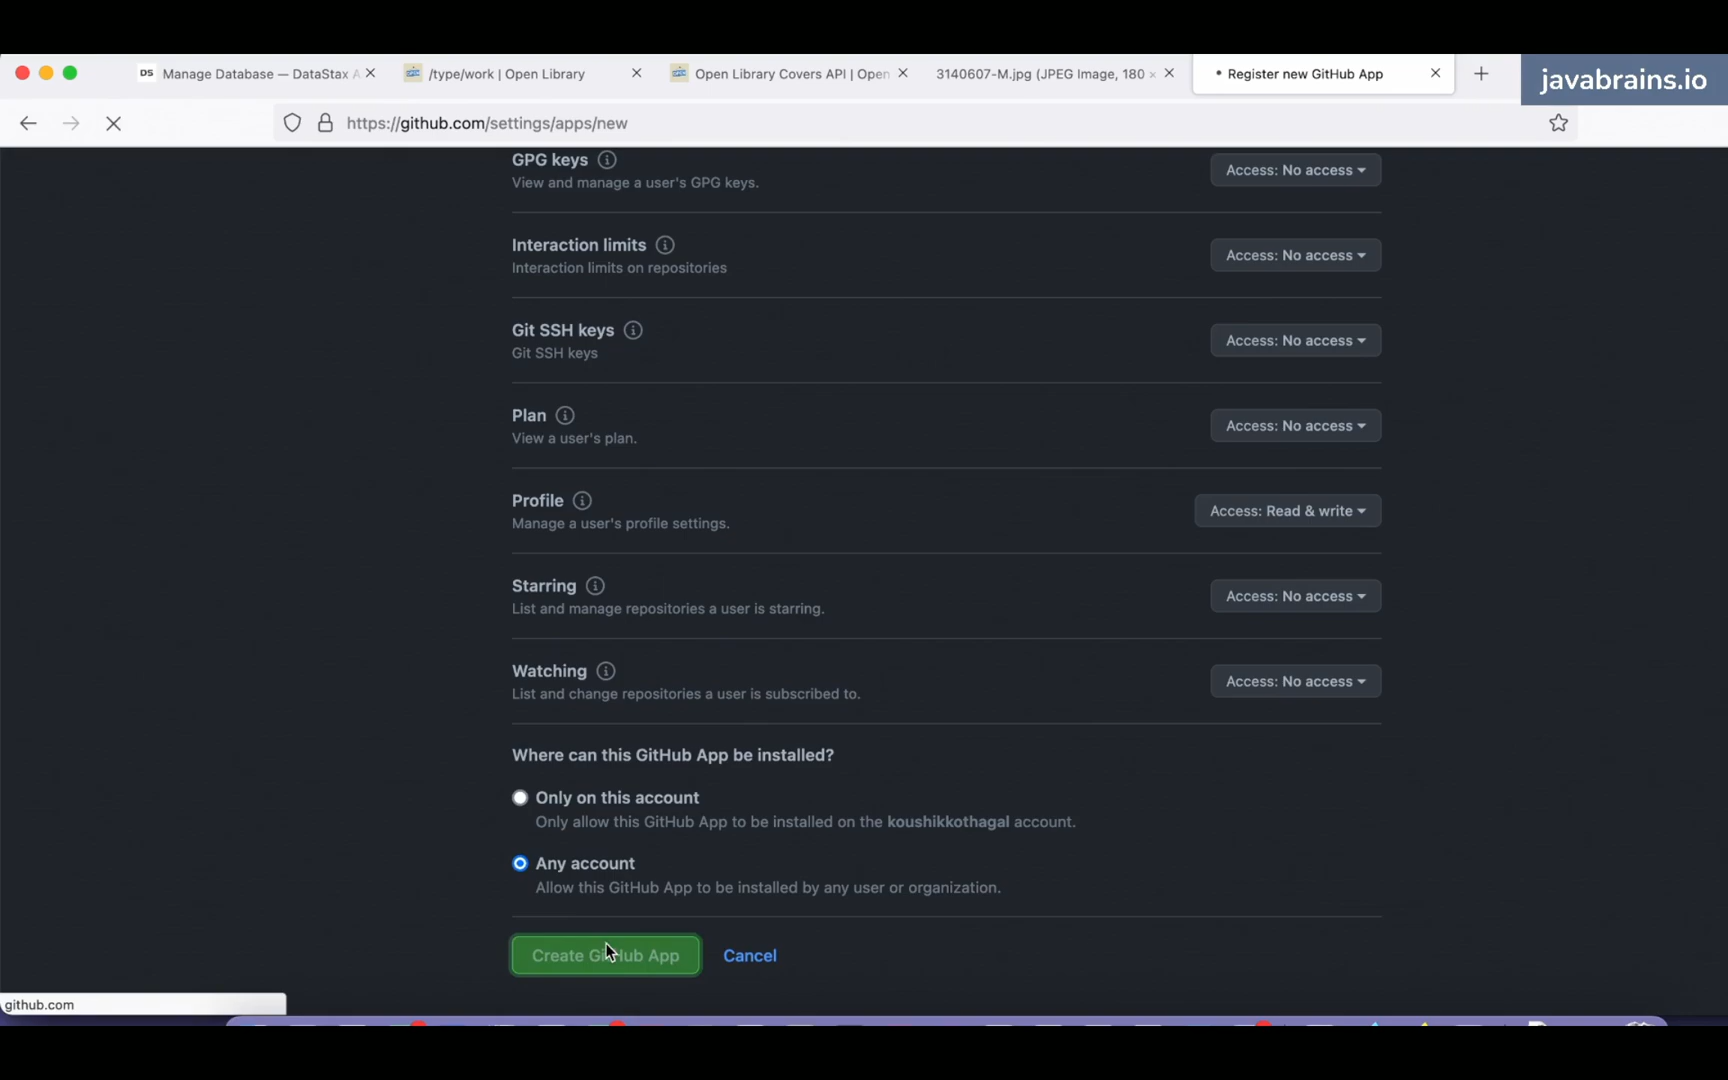 DS Manage Database — DataStax A
/type/work | Open Library
Open Library Covers API | Open
3140607-M.jpg (JPEG Image, 180 ×
• Register new GitHub App
javabrains.io
https://github.com/settings/apps/new
GPG keys
View and manage a user's GPG keys.
Access: No access
Interaction limits
Interaction limits on repositories
Access: No access
Git SSH keys
Git SSH keys
Access: No access
Plan
View a user's plan.
Access: No access
Profile
Manage a user's profile settings.
Access: Read & write
Starring
List and manage repositories a user is starring.
Access: No access
Watching
List and change repositories a user is subscribed to.
Access: No access
Where can this GitHub App be installed?
Only on this account
Only allow this GitHub App to be installed on the koushikkothagal account.
Any account
Allow this GitHub App to be installed by any user or organization.
Create GitHub App
Cancel
github.com